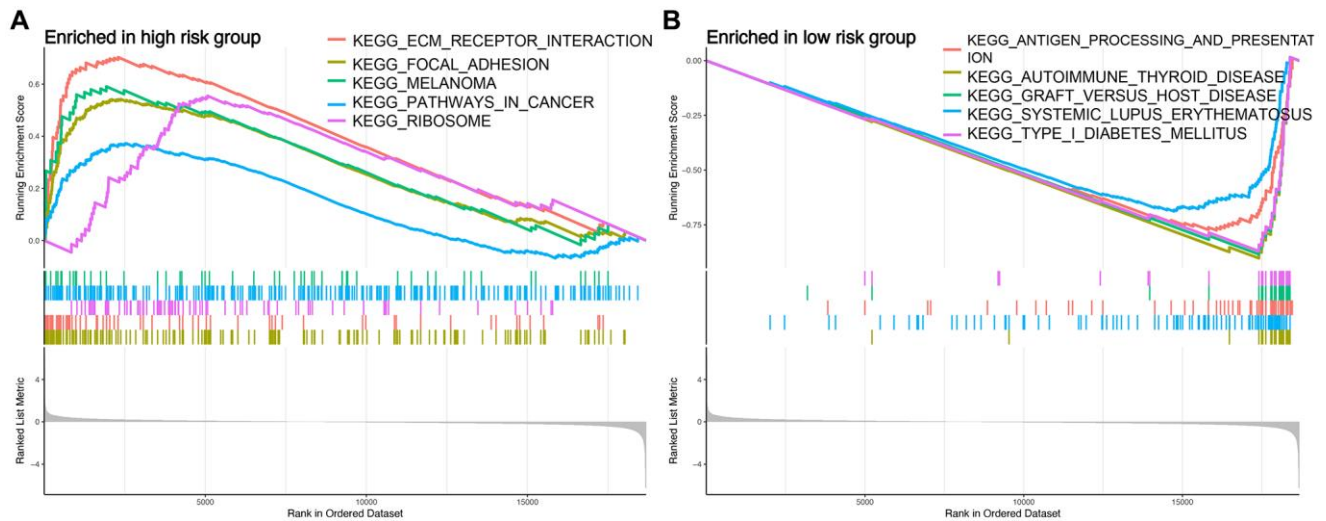 A
Enriched in high risk group
KEGG_ECM_RECEPTOR_INTERACTION
KEGG_FOCAL_ADHESION
KEGG_MELANOMA
KEGG_PATHWAYS_IN_CANCER
KEGG_RIBOSOME
Running Enrichment Score
0.6
0.4
0.2
0.0
Ranked List Metric
4
0
−4
5000
10000
15000
Rank in Ordered Dataset
B
Enriched in low risk group
KEGG_ANTIGEN_PROCESSING_AND_PRESENTAT
ION
KEGG_AUTOIMMUNE_THYROID_DISEASE
KEGG_GRAFT_VERSUS_HOST_DISEASE
KEGG_SYSTEMIC_LUPUS_ERYTHEMATOSUS
KEGG_TYPE_I_DIABETES_MELLITUS
Running Enrichment Score
0.00
−0.25
−0.50
−0.75
Ranked List Metric
4
0
−4
5000
10000
15000
Rank in Ordered Dataset